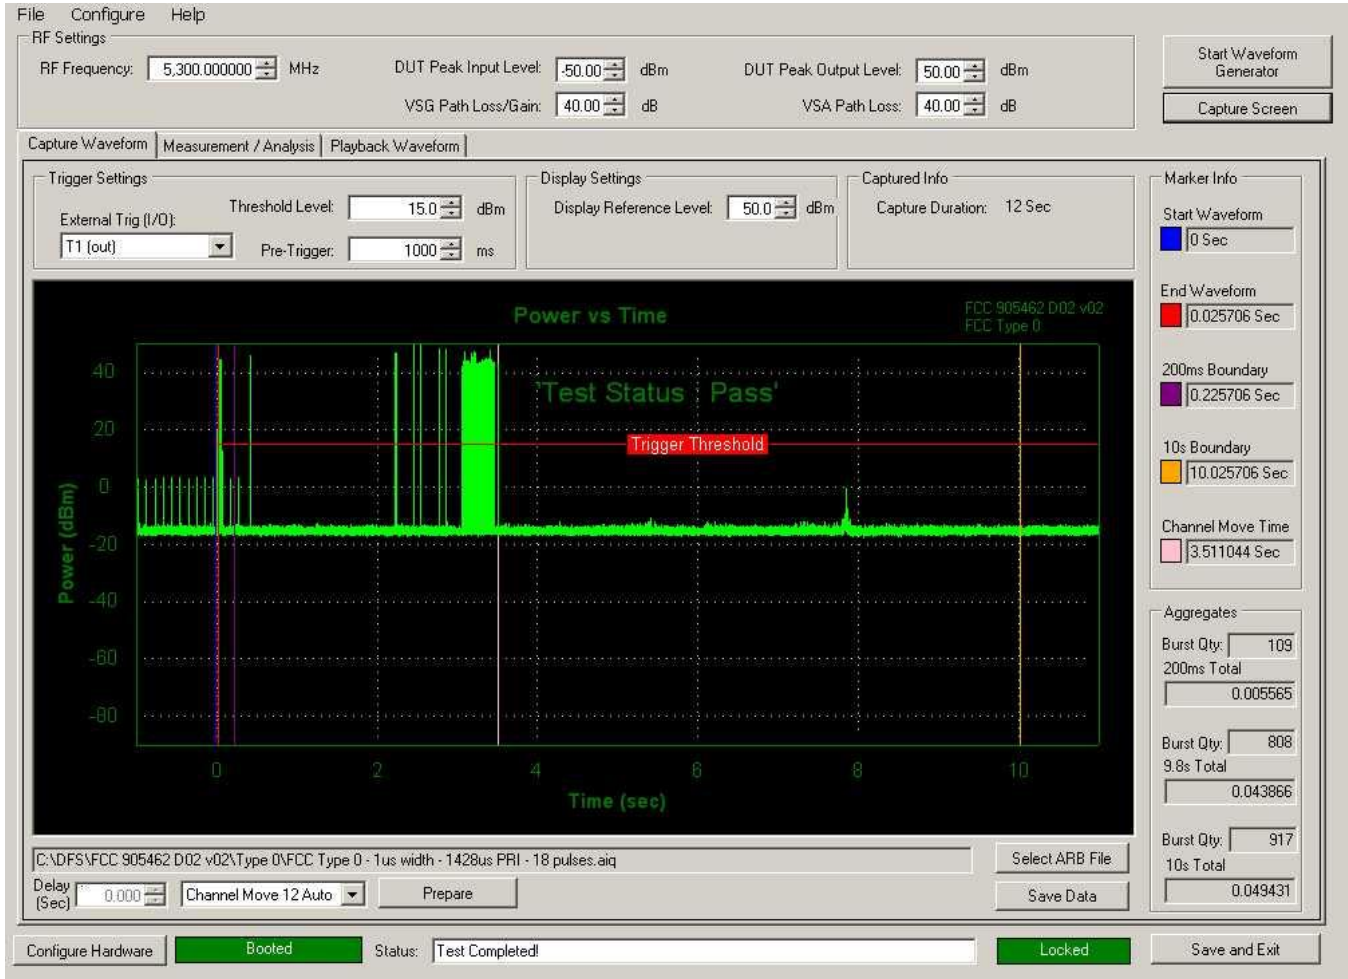 File Configure Help
RF Settings
RF Frequency: 5,300.000000 MHz
DUT Peak Input Level: -50.00 dBm
DUT Peak Output Level: 50.00 dBm
VSG Path Loss/Gain: 40.00 dB
VSA Path Loss: 40.00 dB
Start Waveform
Generator
Capture Screen
Capture Waveform Measurement / Analysis Playback Waveform
Trigger Settings
External Trig (I/O):
T1 (out)
Threshold Level: 15.0 dBm
Pre-Trigger: 1000 ms
Display Settings
Display Reference Level: 50.0 dBm
Captured Info
Capture Duration: 12 Sec
Power vs Time
FCC 905462 D02 v02
FCC Type 0
'Test Status : Pass'
Trigger Threshold
Power (dBm)
40
20
0
-20
-40
-60
-80
0 2 4 6 8 10
Time (sec)
Marker Info
Start Waveform
0 Sec
End Waveform
0.025706 Sec
200ms Boundary
0.225706 Sec
10s Boundary
10.025706 Sec
Channel Move Time
3.511044 Sec
Aggregates
Burst Qty: 109
200ms Total
0.005565
Burst Qty: 808
9.8s Total
0.043866
Burst Qty: 917
10s Total
0.049431
C:\DFS\FCC 905462 D02 v02\Type 0\FCC Type 0 - 1us width - 1428us PRI - 18 pulses.aiq
Select ARB File
Delay
(Sec) 0.000 Channel Move 12 Auto Prepare
Save Data
Configure Hardware Booted Status: Test Completed! Locked Save and Exit